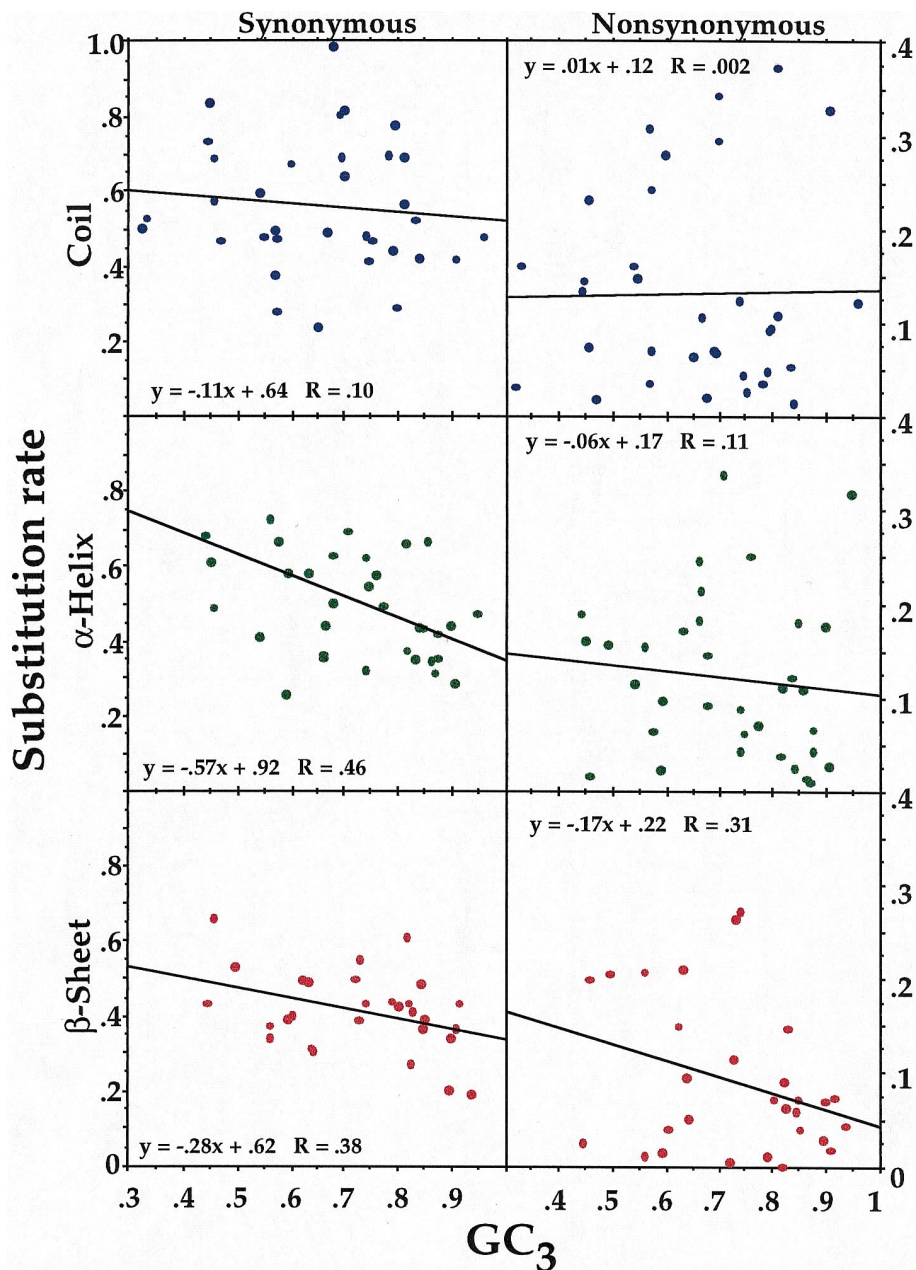 Synonymous
Nonsynonymous
1.0
.8
.6
.4
.2
Coil
y = -.11x + .64 R = .10
y = .01x + .12 R = .002
.4
.3
.2
.1
Substitution rate
α-Helix
.8
.6
.4
.2
y = -.57x + .92 R = .46
y = -.06x + .17 R = .11
.4
.3
.2
.1
β-Sheet
.8
.6
.4
.2
0
y = -.28x + .62 R = .38
y = -.17x + .22 R = .31
.4
.3
.2
.1
0
.3 .4 .5 .6 .7 .8 .9 .4 .5 .6 .7 .8 .9 1
GC3